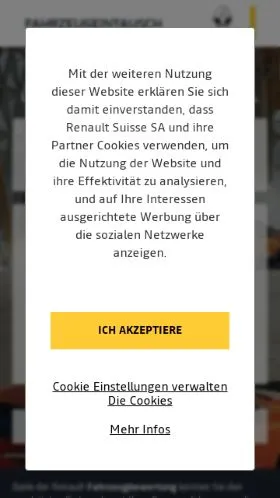 FAHRZEUGEINTAUSCH
Mit der weiteren Nutzung
dieser Website erklären Sie sich
damit einverstanden, dass
Renault Suisse SA und ihre
Partner Cookies verwenden, um
die Nutzung der Website und
ihre Effektivität zu analysieren,
und auf Ihre Interessen
ausgerichtete Werbung über
die sozialen Netzwerke
anzeigen.
ICH AKZEPTIERE
Cookie Einstellungen verwalten
Die Cookies
Mehr Infos